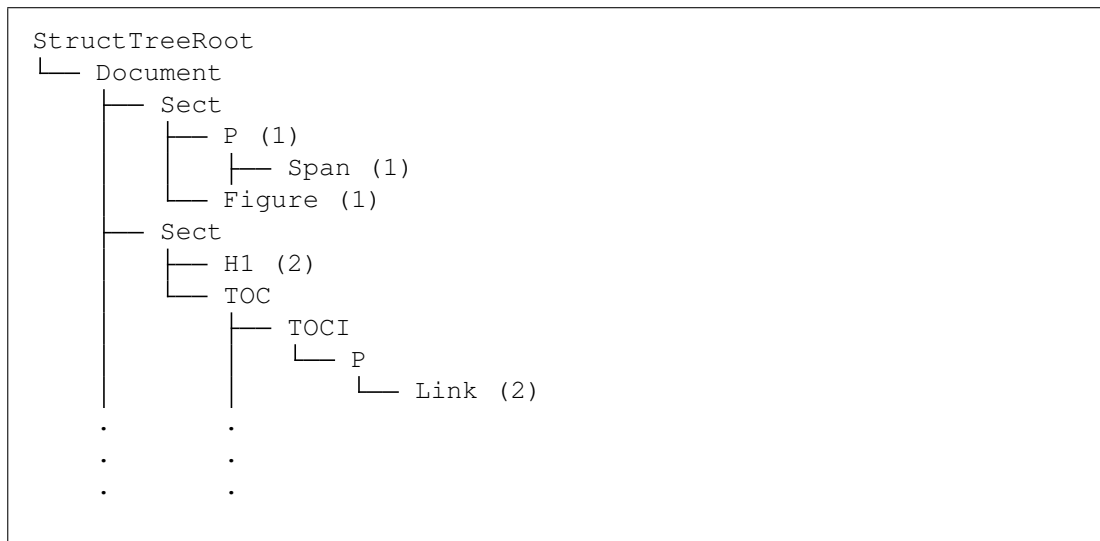 StructTreeRoot
└── Document
    ├── Sect
    │   ├── P (1)
    │   │   ├── Span (1)
    │   └── Figure (1)
    ├── Sect
    │   ├── H1 (2)
    │   └── TOC
    │       ├── TOCI
    │       │   └── P
    │       │       └── Link (2)
    .       .
    .       .
    .       .